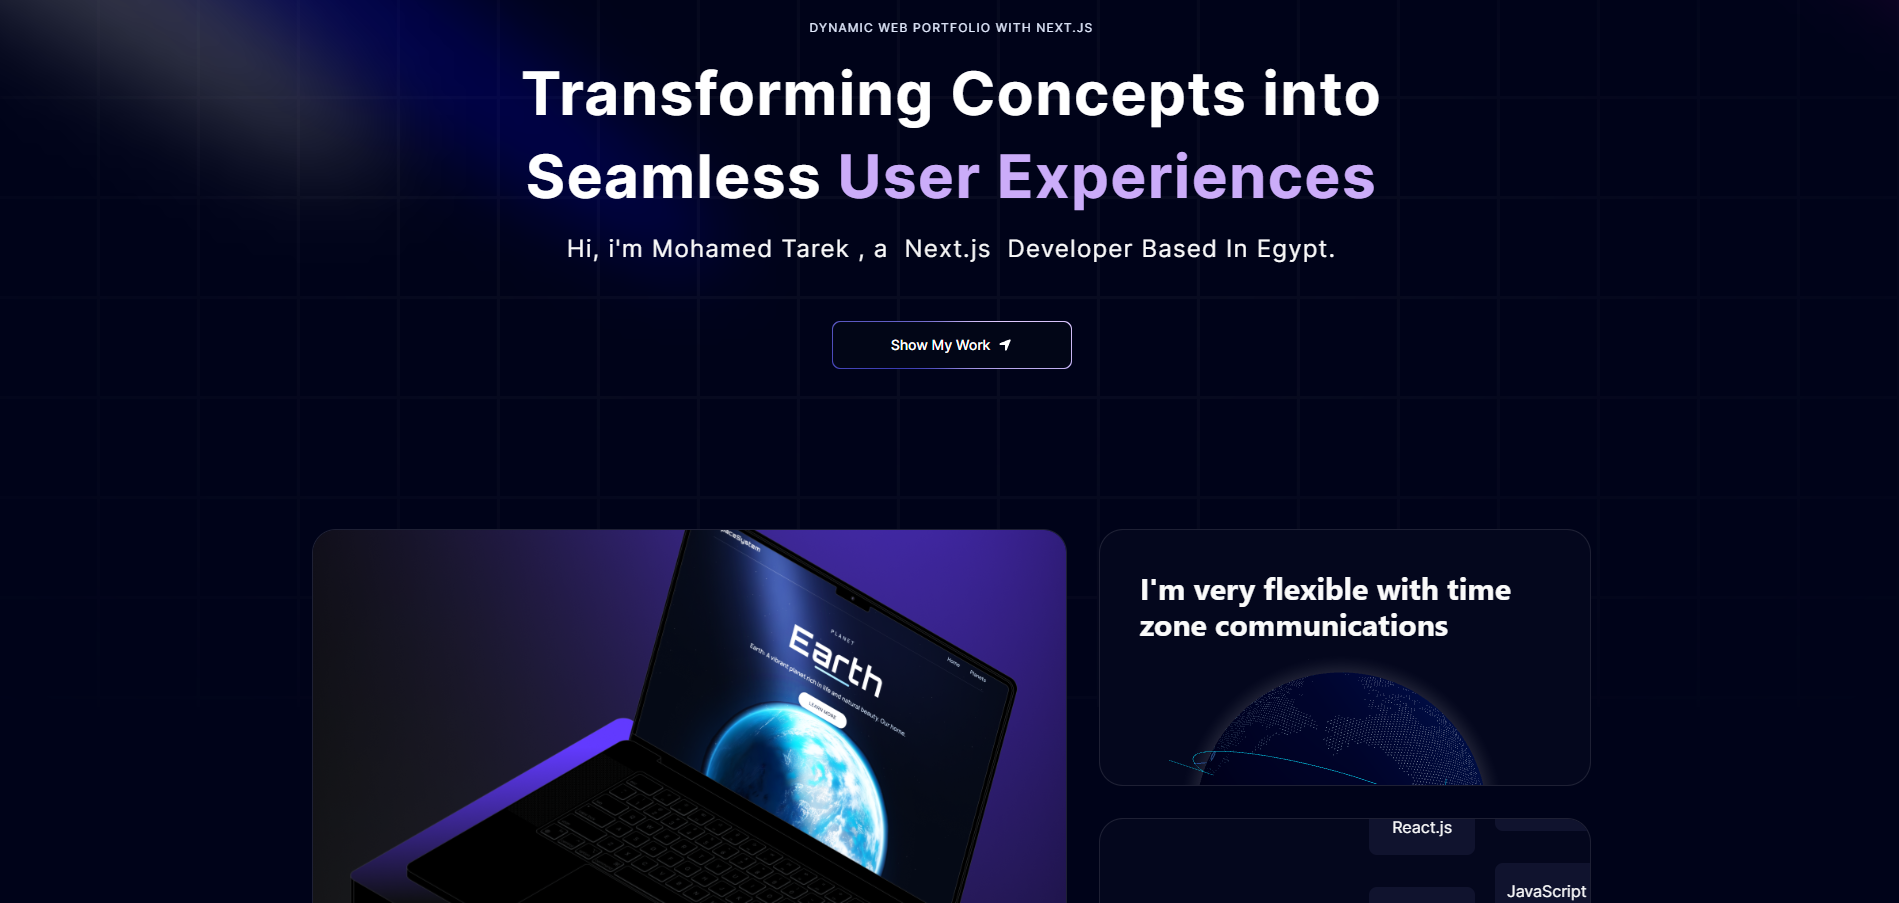 DYNAMIC WEB PORTFOLIO WITH NEXT.JS
Transforming Concepts into
Seamless User Experiences
Hi, i'm Mohamed Tarek , a Next.js Developer Based In Egypt.
Show My Work
Home
Planets
PLANET
Earth
Earth: A vibrant planet rich in life and natural beauty. Our home.
LEARN MORE
I'm very flexible with time
zone communications
React.js
JavaScript